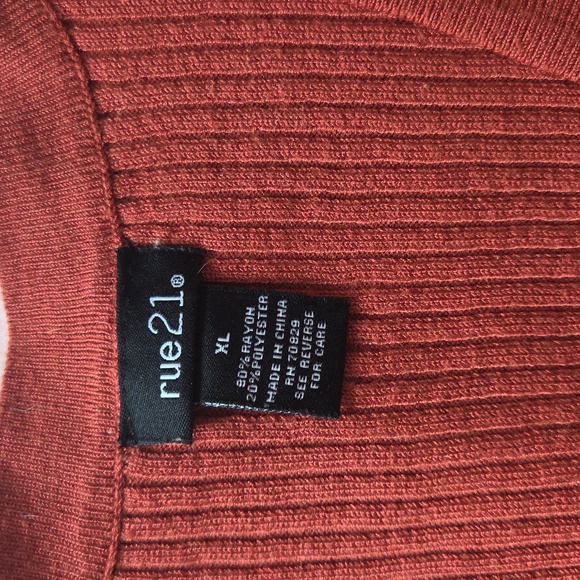 rue21®
XL
80% RAYON
20% POLYESTER
MADE IN CHINA
RN 70829
SEE REVERSE
FOR CARE